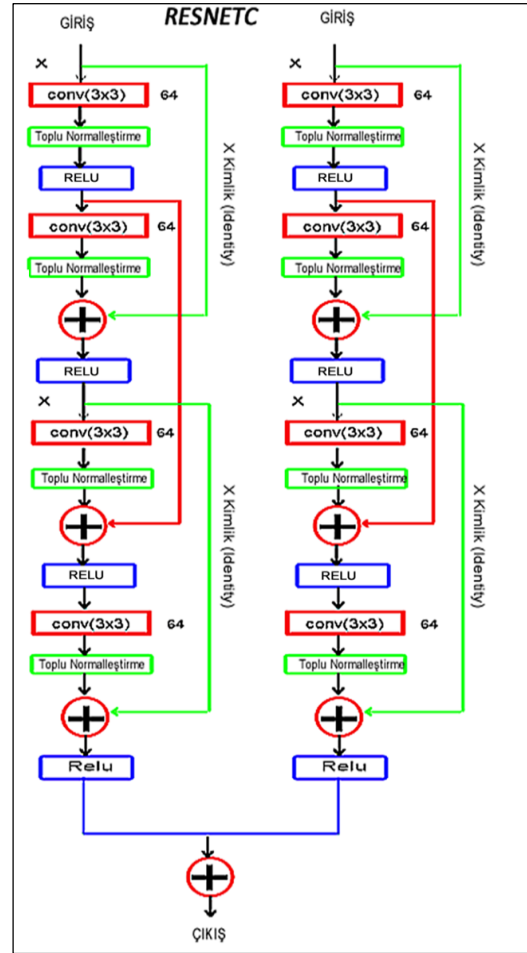 RESNETC
GİRİŞ
X
conv(3x3) 64
Toplu Normalleştirme
RELU
conv(3x3) 64
Toplu Normalleştirme
+
X Kimlik (Identity)
RELU
X
conv(3x3) 64
Toplu Normalleştirme
+
RELU
X Kimlik (Identity)
conv(3x3) 64
Toplu Normalleştirme
+
Relu
GİRİŞ
X
conv(3x3) 64
Toplu Normalleştirme
RELU
conv(3x3) 64
Toplu Normalleştirme
+
X Kimlik (Identity)
RELU
X
conv(3x3) 64
Toplu Normalleştirme
+
RELU
X Kimlik (Identity)
conv(3x3) 64
Toplu Normalleştirme
+
Relu
+
ÇIKIŞ